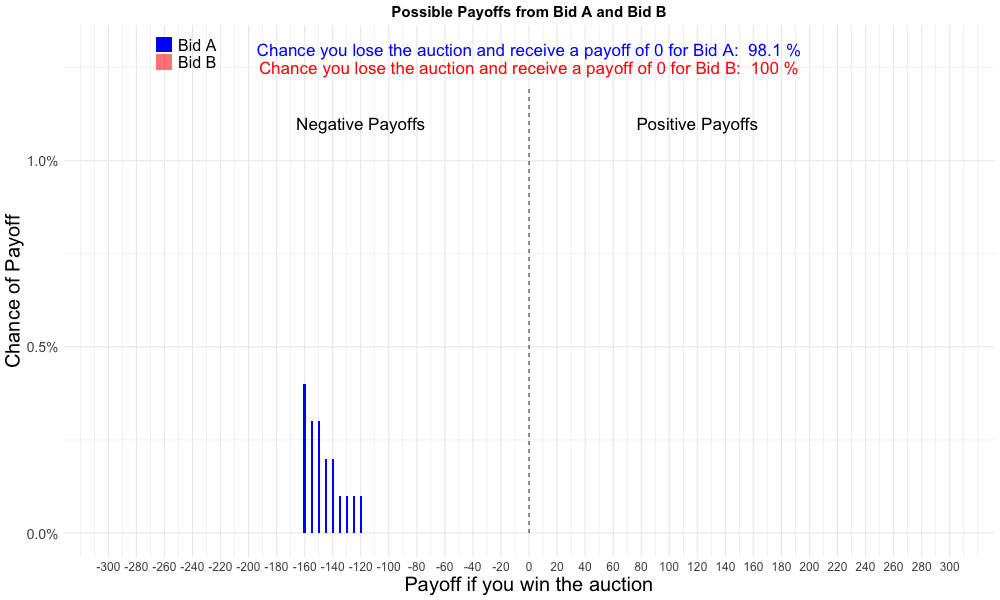 Possible Payoffs from Bid A and Bid B
Bid A
Bid B
Chance you lose the auction and receive a payoff of 0 for Bid A:  98.1 %
Chance you lose the auction and receive a payoff of 0 for Bid B:  100 %
Negative Payoffs
Positive Payoffs
Chance of Payoff
1.0%
0.5%
0.0%
-300 -280 -260 -240 -220 -200 -180 -160 -140 -120 -100 -80 -60 -40 -20 0 20 40 60 80 100 120 140 160 180 200 220 240 260 280 300
Payoff if you win the auction